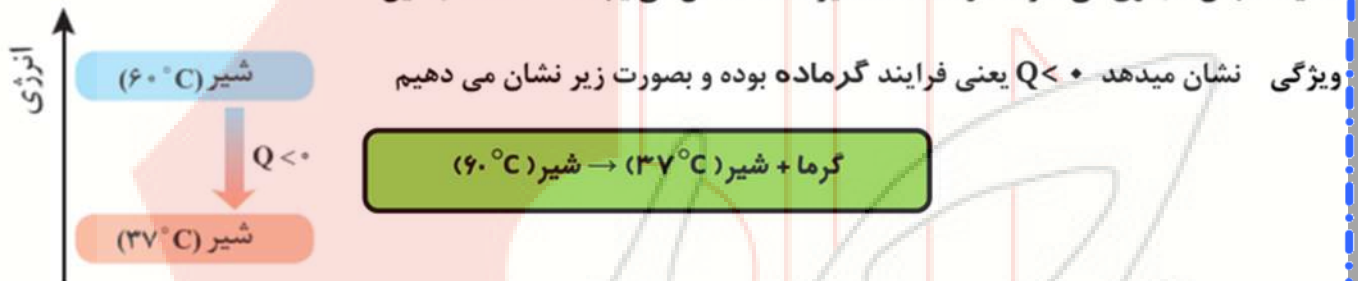 انرژی
شیر (۶۰°C)
Q < ۰
شیر (۳۷°C)
ویژگی نشان میدهد Q< ۰ یعنی فرایند گرماده بوده و بصورت زیر نشان می دهیم
شیر (۶۰°C) → شیر (۳۷°C) + گرما